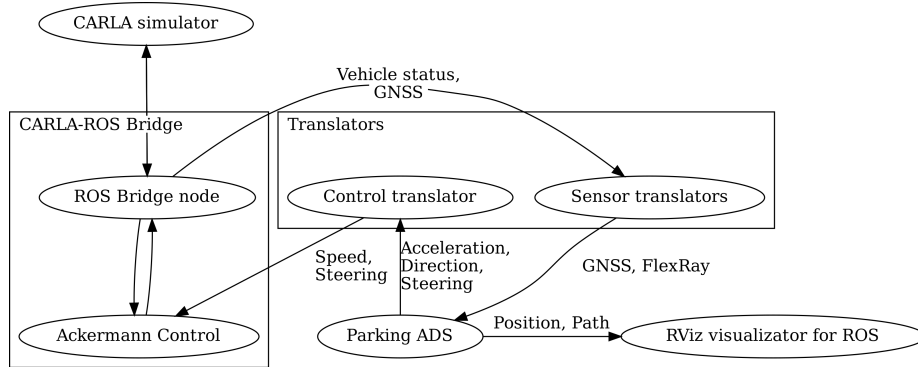 CARLA simulator
Vehicle status,
GNSS
CARLA-ROS Bridge
Translators
ROS Bridge node
Control translator
Sensor translators
Speed,
Steering
Acceleration,
Direction,
Steering
GNSS, FlexRay
Ackermann Control
Parking ADS
Position, Path
RViz visualizator for ROS